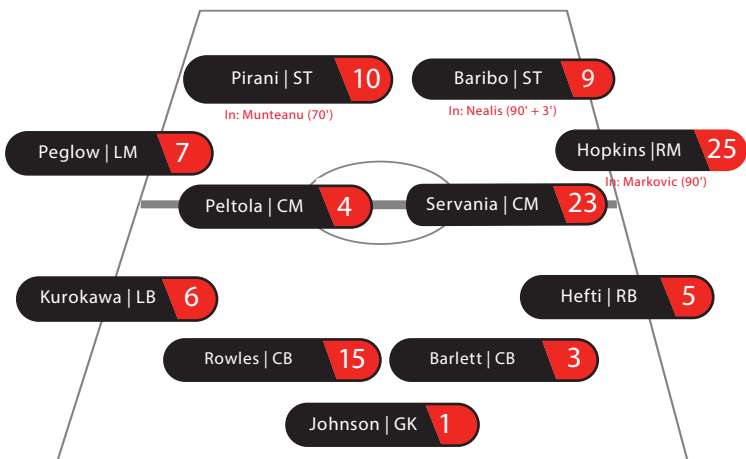 Pirani | ST 10
In: Munteanu (70')
Baribo | ST 9
In: Nealis (90' + 3')
Peglow | LM 7
Hopkins |RM 25
In: Markovic (90')
Peltola | CM 4
Servania | CM 23
Kurokawa | LB 6
Hefti | RB 5
Rowles | CB 15
Barlett | CB 3
Johnson | GK 1